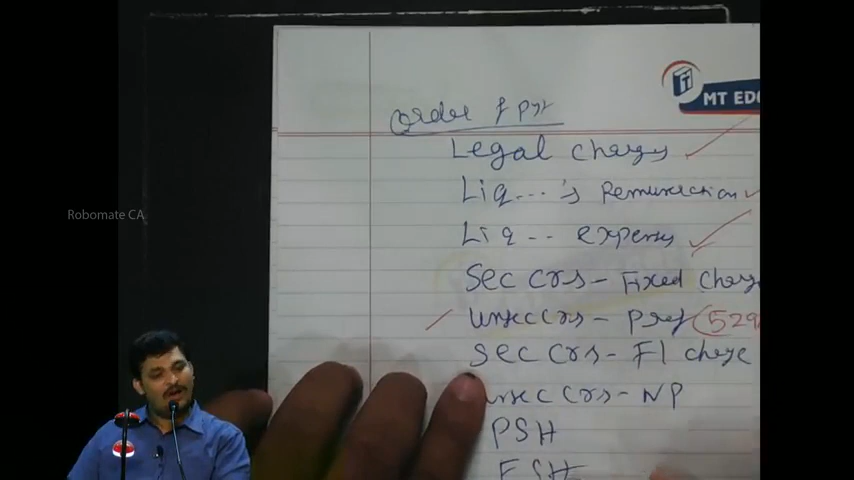 MT EDU
Order of pyt
Legal charges
Liq...'s Remuneration
Liq.. expenses
Sec Crs - Fixed Charge
Unsec Crs - Pref (529
Sec Crs - Fl charge
Unsec Crs - NP
PSH
ESH
Robomate CA